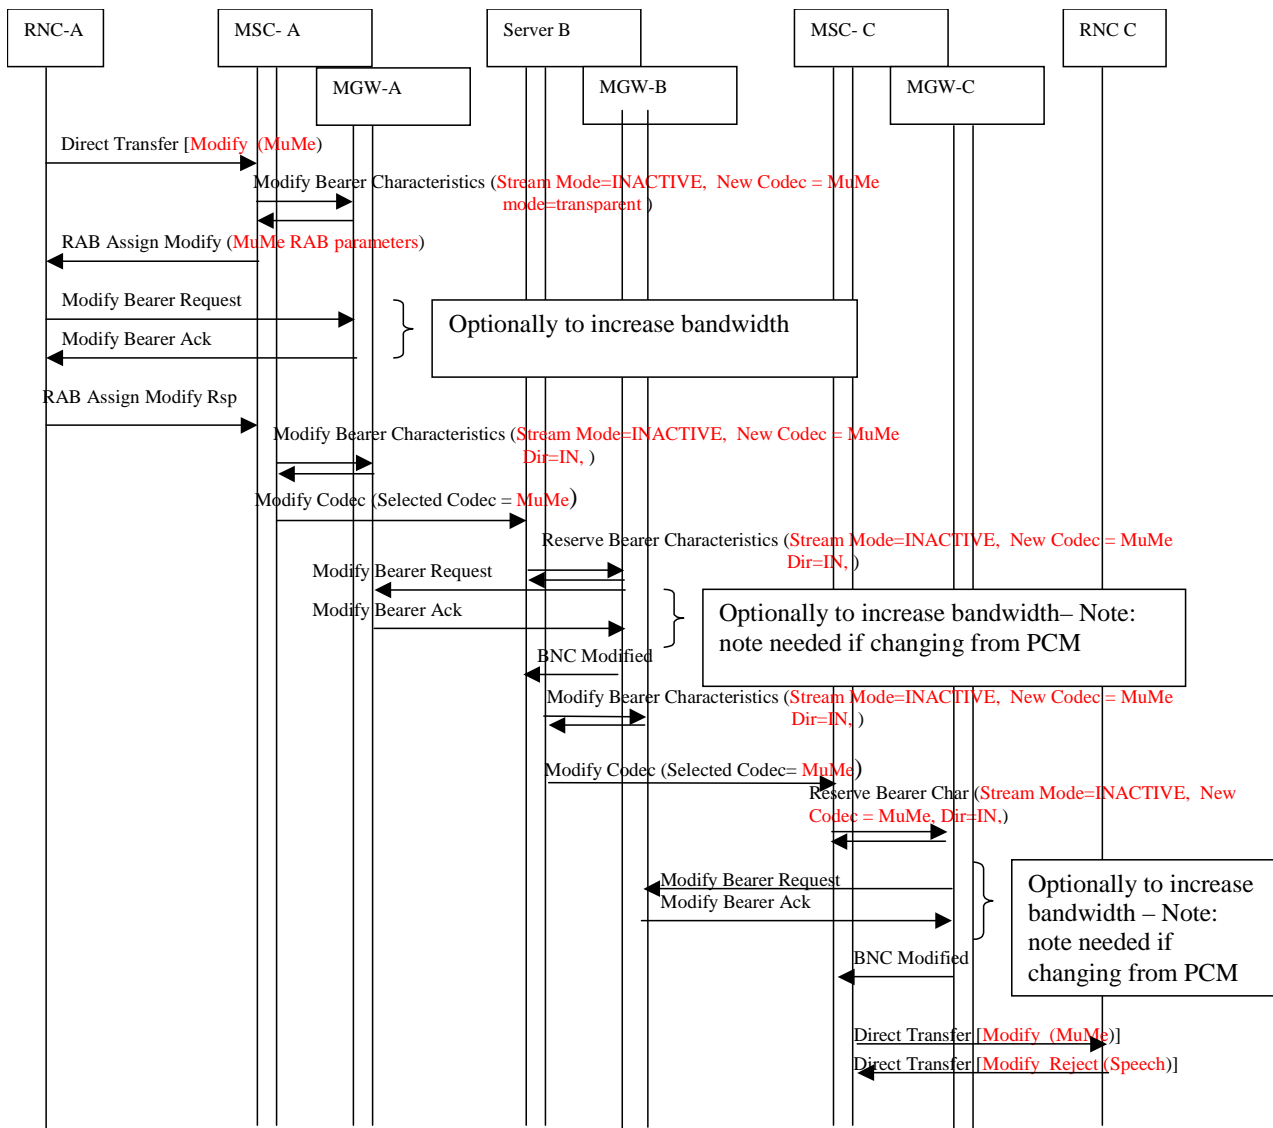 RNC-A
MSC- A
Server B
MSC- C
RNC C
MGW-A
MGW-B
MGW-C
Direct Transfer [Modify (MuMe)
Modify Bearer Characteristics (Stream Mode=INACTIVE, New Codec = MuMe
mode=transparent )
RAB Assign Modify (MuMe RAB parameters)
Modify Bearer Request
Optionally to increase bandwidth
Modify Bearer Ack
RAB Assign Modify Rsp
Modify Bearer Characteristics (Stream Mode=INACTIVE, New Codec = MuMe
Dir=IN, )
Modify Codec (Selected Codec = MuMe)
Reserve Bearer Characteristics (Stream Mode=INACTIVE, New Codec = MuMe
Dir=IN, )
Modify Bearer Request
Modify Bearer Ack
Optionally to increase bandwidth– Note:
note needed if changing from PCM
BNC Modified
Modify Bearer Characteristics (Stream Mode=INACTIVE, New Codec = MuMe
Dir=IN, )
Modify Codec (Selected Codec= MuMe)
Reserve Bearer Char (Stream Mode=INACTIVE, New
Codec = MuMe, Dir=IN,)
Modify Bearer Request
Modify Bearer Ack
Optionally to increase
bandwidth – Note:
note needed if
changing from PCM
BNC Modified
Direct Transfer [Modify (MuMe)]
Direct Transfer [Modify Reject (Speech)]